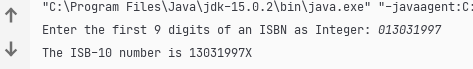 "C:\Program Files\Java\jdk-15.0.2\bin\java.exe" "-javaagent:C:
Enter the first 9 digits of an ISBN as Integer: 013031997
The ISB-10 number is 13031997X